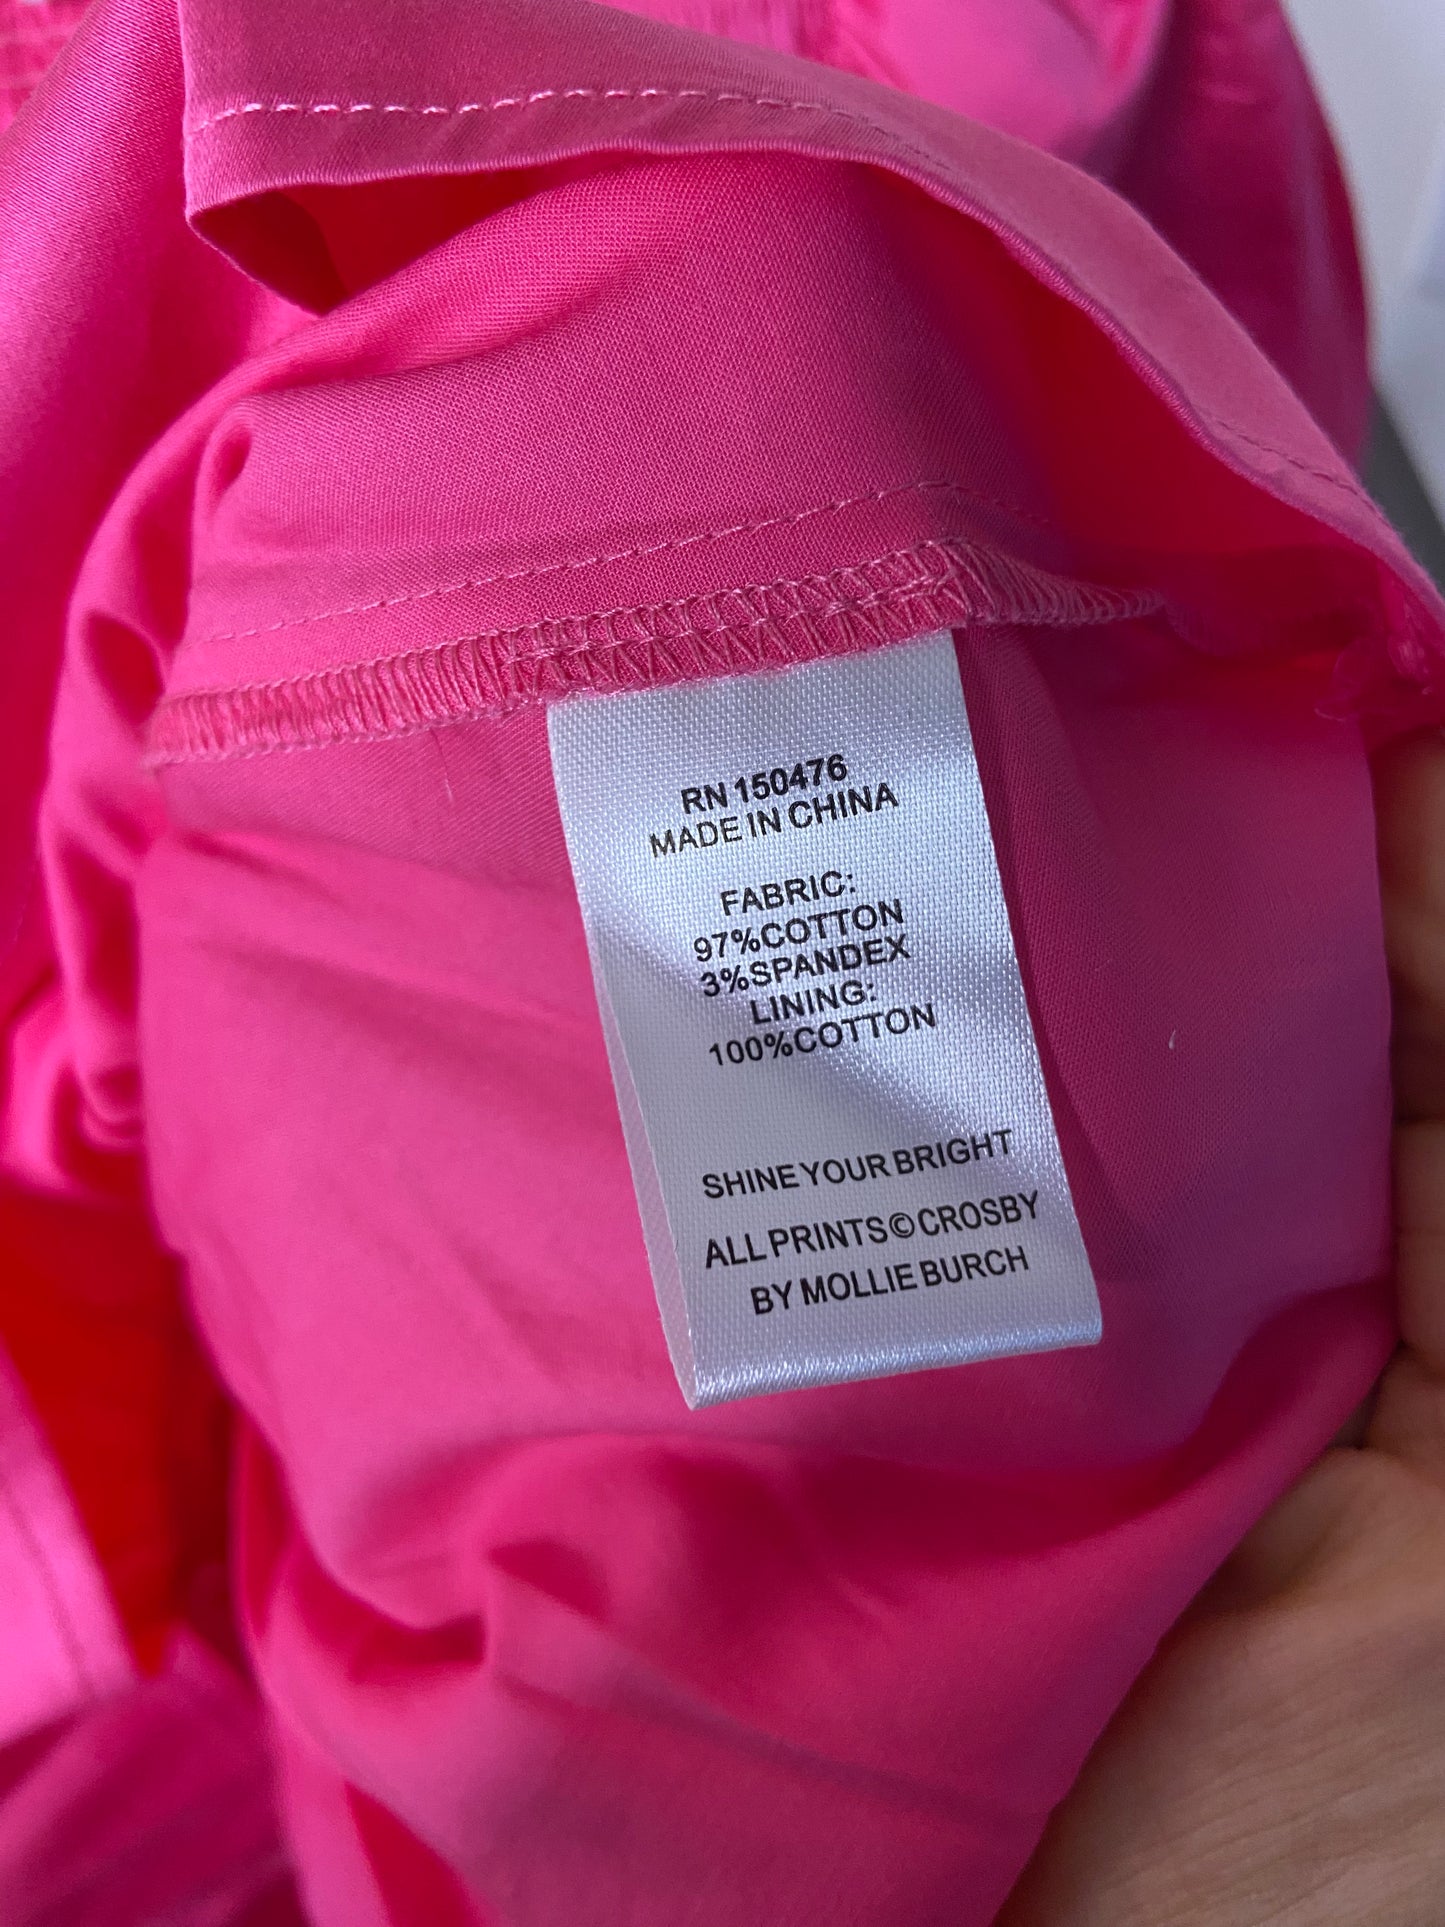 RN 150476
MADE IN CHINA
FABRIC:
97%COTTON
3%SPANDEX
LINING:
100%COTTON
SHINE YOUR BRIGHT
ALL PRINTS © CROSBY
BY MOLLIE BURCH